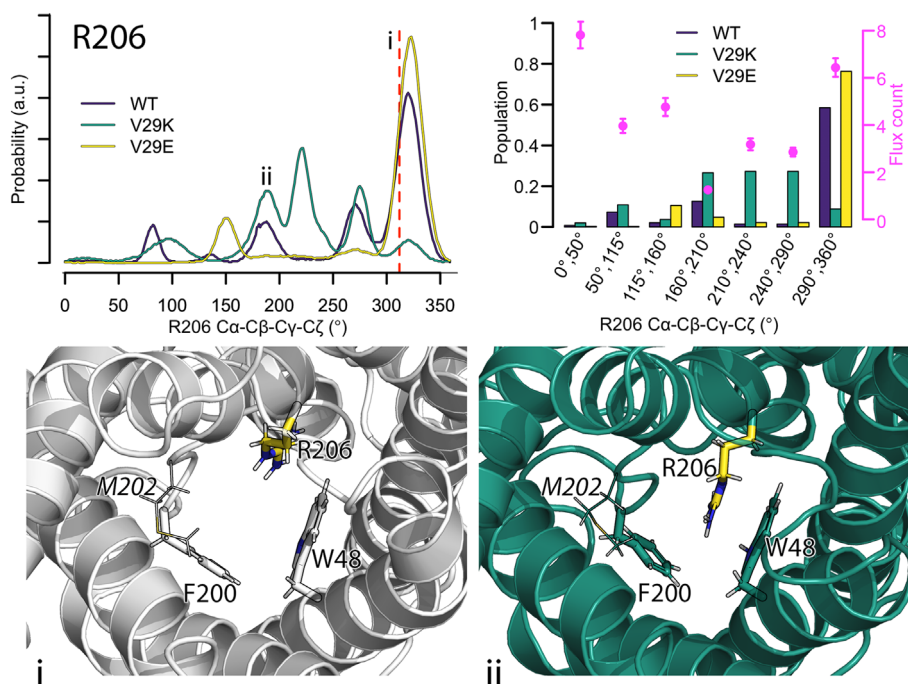 R206
i
WT
V29K
V29E
ii
Probability (a.u.)
0 50 100 150 200 250 300 350
R206 Cα-Cβ-Cγ-Cζ (°)
WT
V29K
V29E
Population
1
0.8
0.6
0.4
0.2
0
8
6
4
2
0
Flux count
0°,50°
50°,115°
115°,160°
160°,210°
210°,240°
240°,290°
290°,360°
R206 Cα-Cβ-Cγ-Cζ (°)
R206
M202
W48
F200
i
R206
M202
W48
F200
ii